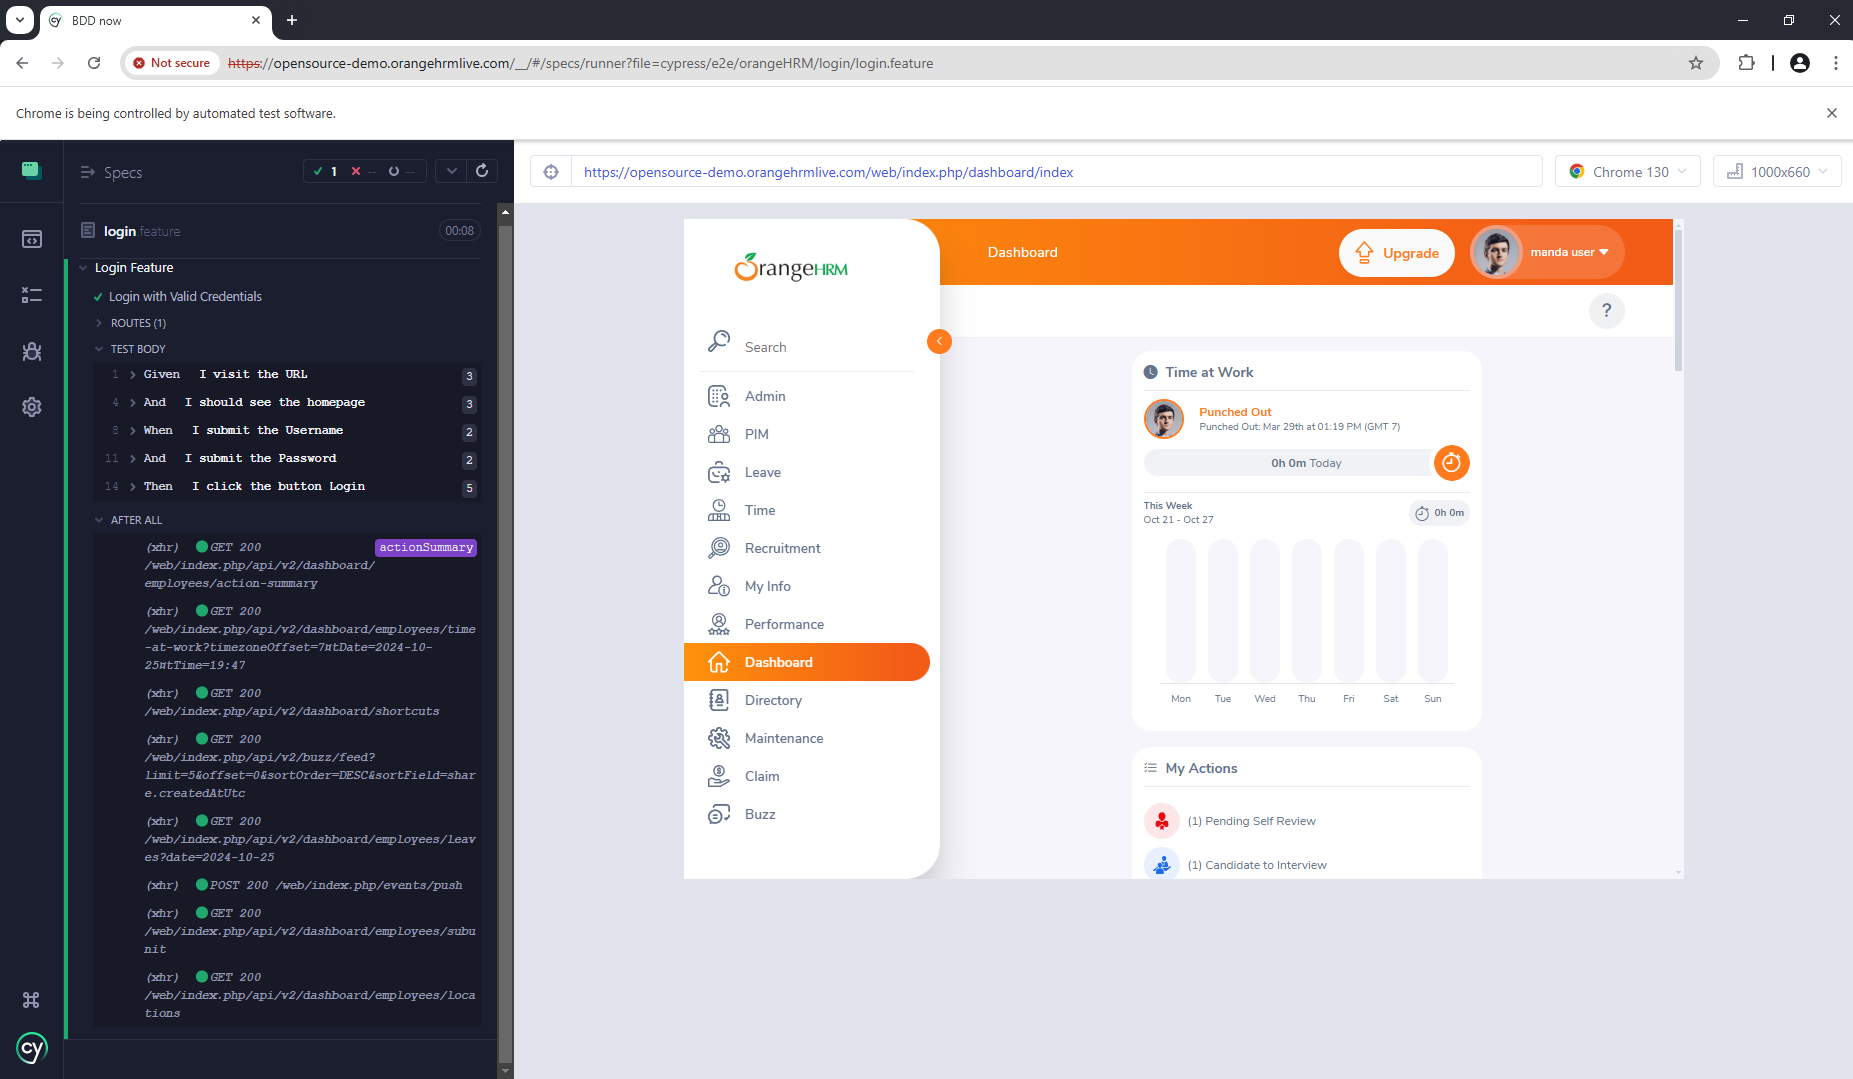 BDD now
Not secure
https://opensource-demo.orangehrmlive.com/__/#/specs/runner?file=cypress/e2e/orangeHRM/login/login.feature
Chrome is being controlled by automated test software.
Specs
1
--
--
login feature
00:08
Login Feature
Login with Valid Credentials
ROUTES (1)
TEST BODY
1 Given I visit the URL 3
4 And I should see the homepage 3
8 When I submit the Username 2
11 And I submit the Password 2
14 Then I click the button Login 5
AFTER ALL
(xhr) GET 200 actionSummary
/web/index.php/api/v2/dashboard/
employees/action-summary
(xhr) GET 200
/web/index.php/api/v2/dashboard/employees/time
-at-work?timezoneOffset=7¤tDate=2024-10-
25¤tTime=19:47
(xhr) GET 200
/web/index.php/api/v2/dashboard/shortcuts
(xhr) GET 200
/web/index.php/api/v2/buzz/feed?
limit=5&offset=0&sortOrder=DESC&sortField=shar
e.createdAtUtc
(xhr) GET 200
/web/index.php/api/v2/dashboard/employees/leav
es?date=2024-10-25
(xhr) POST 200 /web/index.php/events/push
(xhr) GET 200
/web/index.php/api/v2/dashboard/employees/subu
nit
(xhr) GET 200
/web/index.php/api/v2/dashboard/employees/loca
tions
cy
https://opensource-demo.orangehrmlive.com/web/index.php/dashboard/index
Chrome 130
1000x660
OrangeHRM
Search
Admin
PIM
Leave
Time
Recruitment
My Info
Performance
Dashboard
Directory
Maintenance
Claim
Buzz
Dashboard
Upgrade
manda user
?
Time at Work
Punched Out
Punched Out: Mar 29th at 01:19 PM (GMT 7)
0h 0m Today
This Week
Oct 21 - Oct 27
0h 0m
Mon Tue Wed Thu Fri Sat Sun
My Actions
(1) Pending Self Review
(1) Candidate to Interview